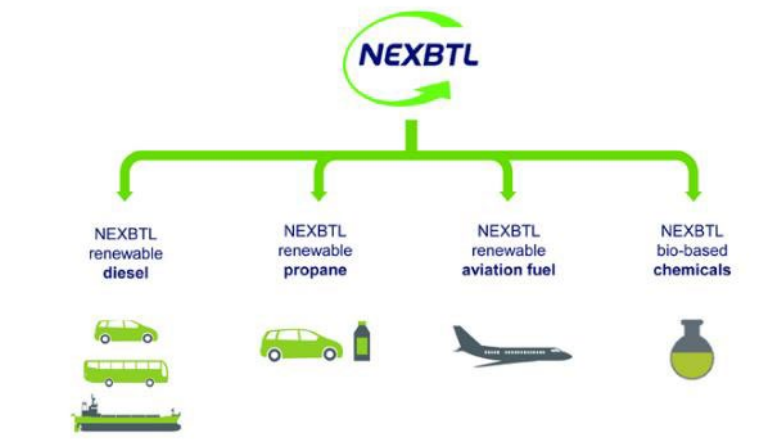 NEXBTL
NEXBTL
renewable
diesel
NEXBTL
renewable
propane
NEXBTL
renewable
aviation fuel
NEXBTL
bio-based
chemicals